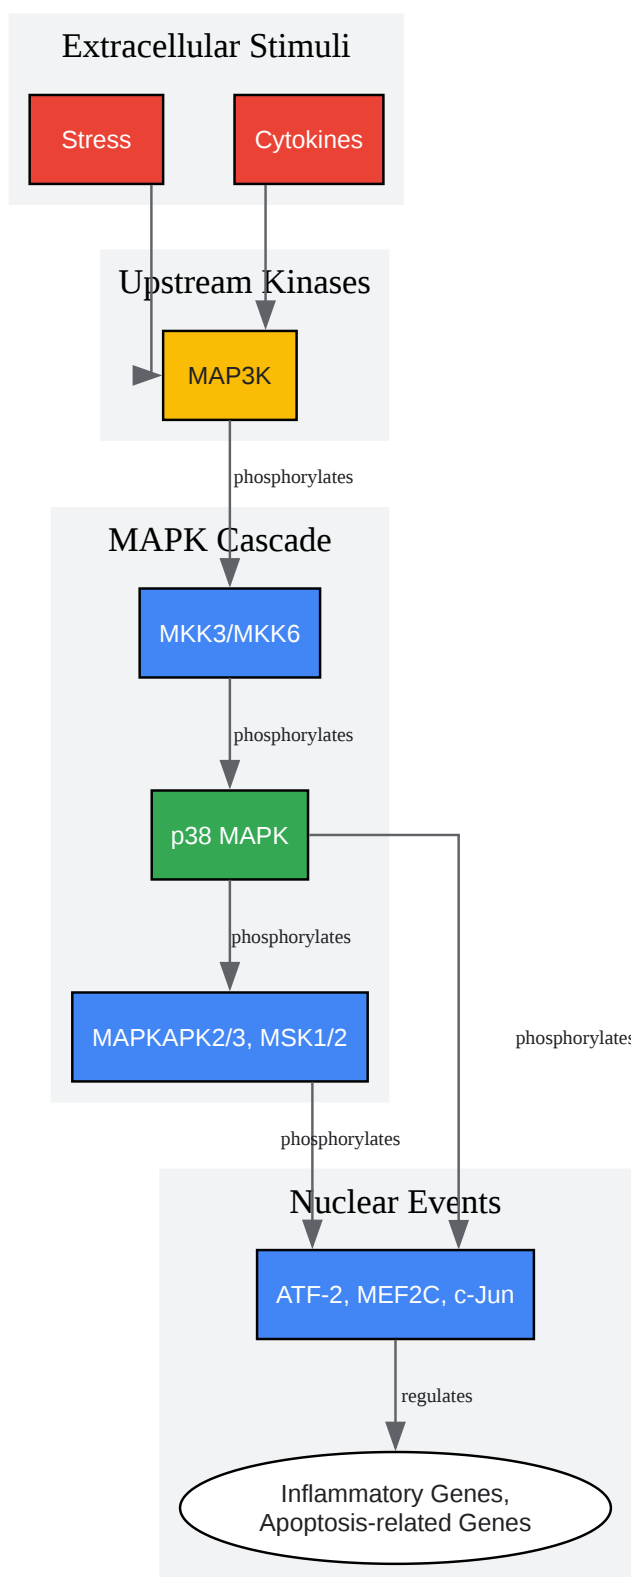 Extracellular Stimuli
Stress
Cytokines
Upstream Kinases
MAP3K
phosphorylates
MAPK Cascade
MKK3/MKK6
phosphorylates
p38 MAPK
phosphorylates
MAPKAPK2/3, MSK1/2
phosphorylates
phosphorylates
Nuclear Events
ATF-2, MEF2C, c-Jun
regulates
Inflammatory Genes,
Apoptosis-related Genes